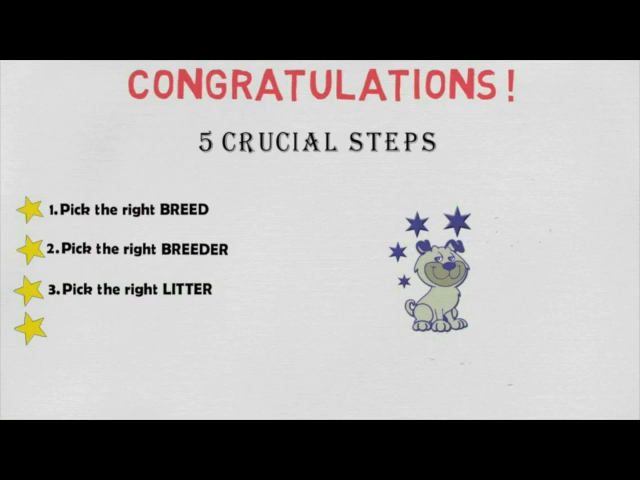 CONGRATULATIONS!
5 CRUCIAL STEPS
1. Pick the right BREED
2. Pick the right BREEDER
3. Pick the right LITTER